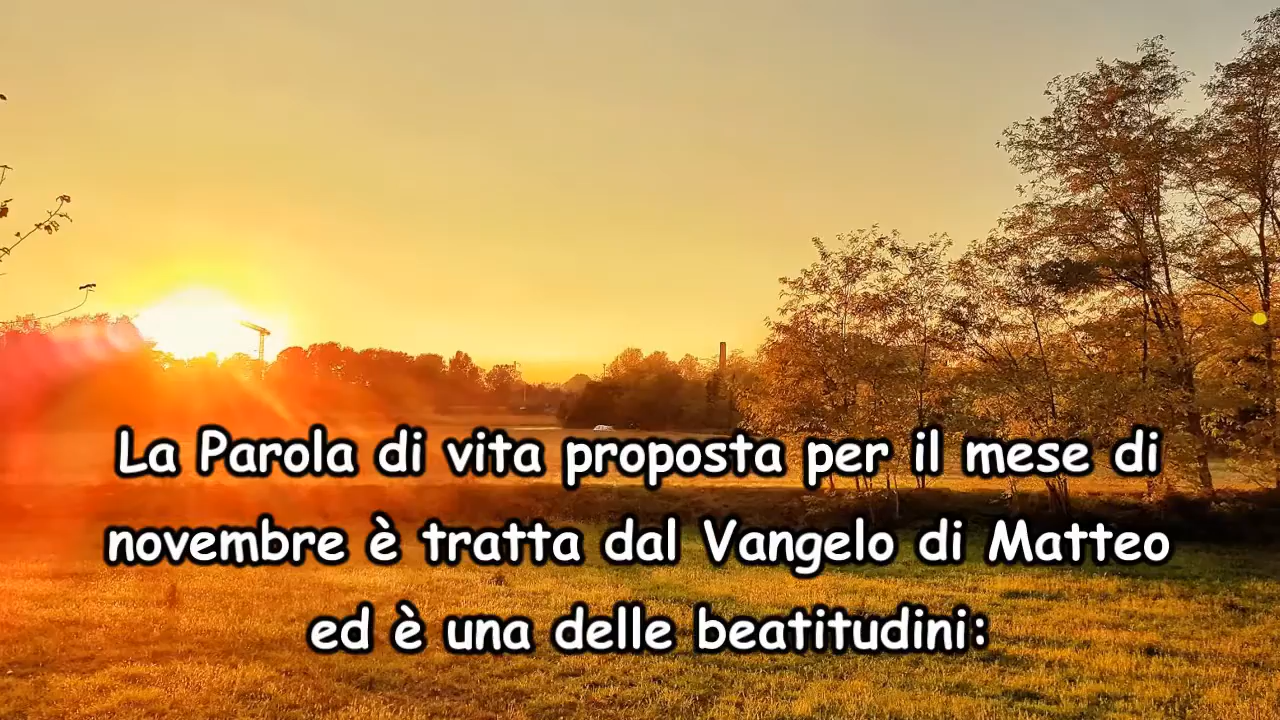 La Parola di vita proposta per il mese di
novembre è tratta dal Vangelo di Matteo
ed è una delle beatitudini: